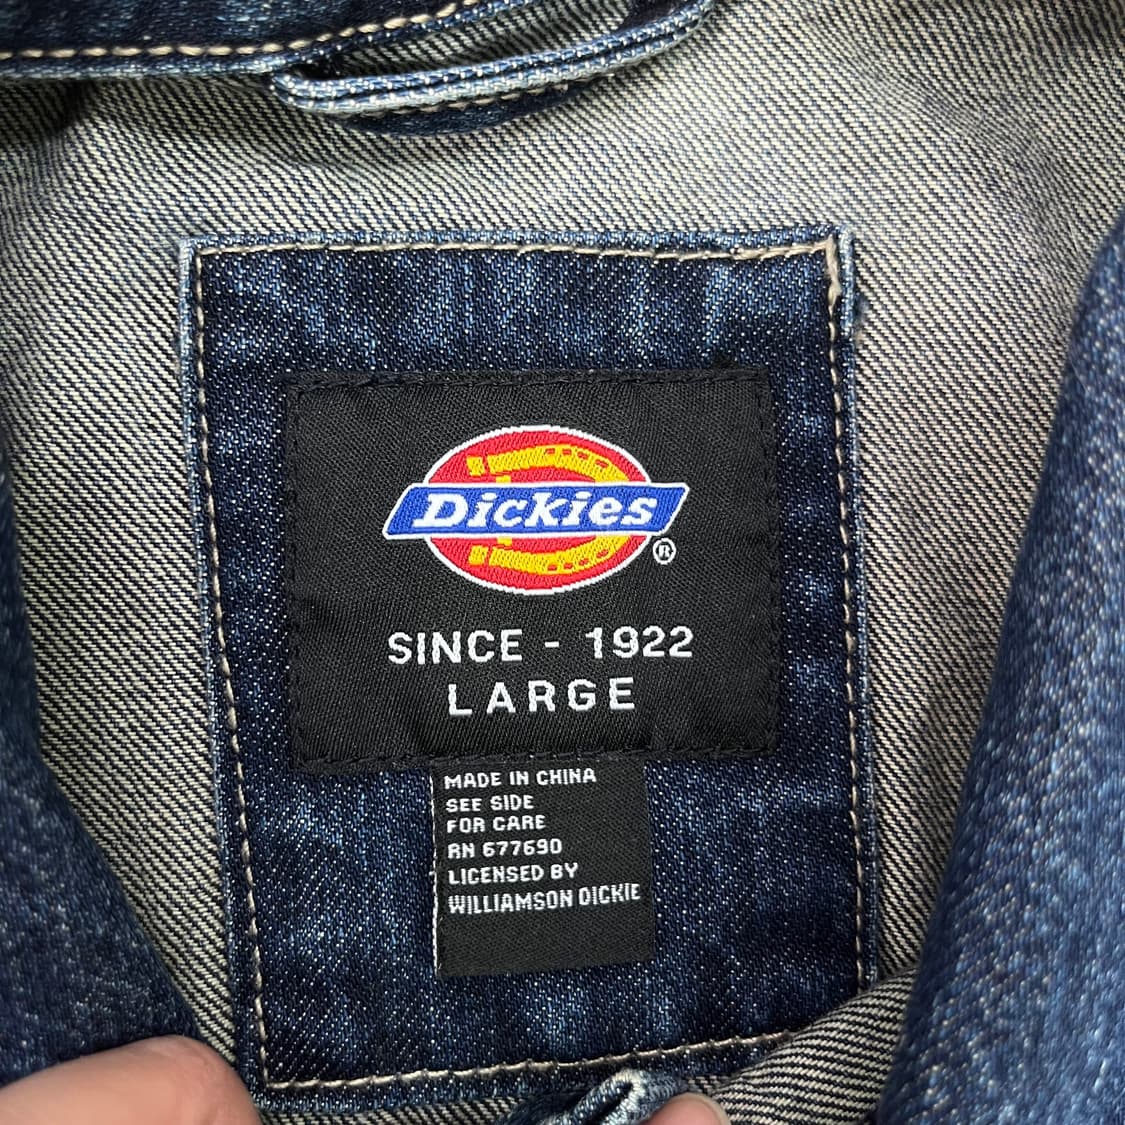 Dickies
®
SINCE - 1922
LARGE
MADE IN CHINA
SEE SIDE
FOR CARE
RN 677690
LICENSED BY
WILLIAMSON DICKIE